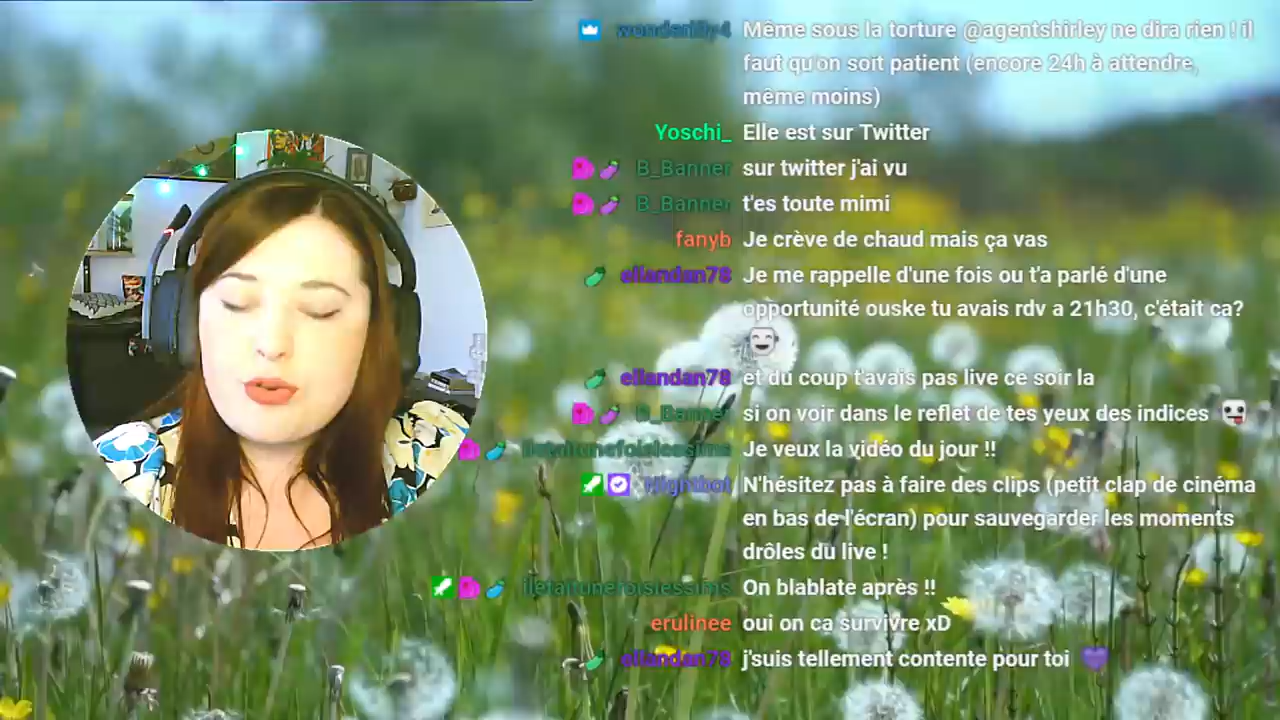 wonderlily4 Même sous la torture @agentshirley ne dira rien ! il
faut qu'on soit patient (encore 24h à attendre,
même moins)
Yoschi_ Elle est sur Twitter
B_Banner sur twitter j'ai vu
B_Banner t'es toute mimi
fanyb Je crève de chaud mais ça vas
ellandan78 Je me rappelle d'une fois ou t'a parlé d'une
opportunité ouske tu avais rdv a 21h30, c'était ca?
ellandan78 et du coup t'avais pas live ce soir la
B_Banner si on voir dans le reflet de tes yeux des indices
iletaitunefoislessims Je veux la vidéo du jour !!
Nightbot N'hésitez pas à faire des clips (petit clap de cinéma
en bas de l'écran) pour sauvegarder les moments
drôles du live !
iletaitunefoislessims On blablate après !!
erulinee oui on ca survivre xD
ellandan78 j'suis tellement contente pour toi